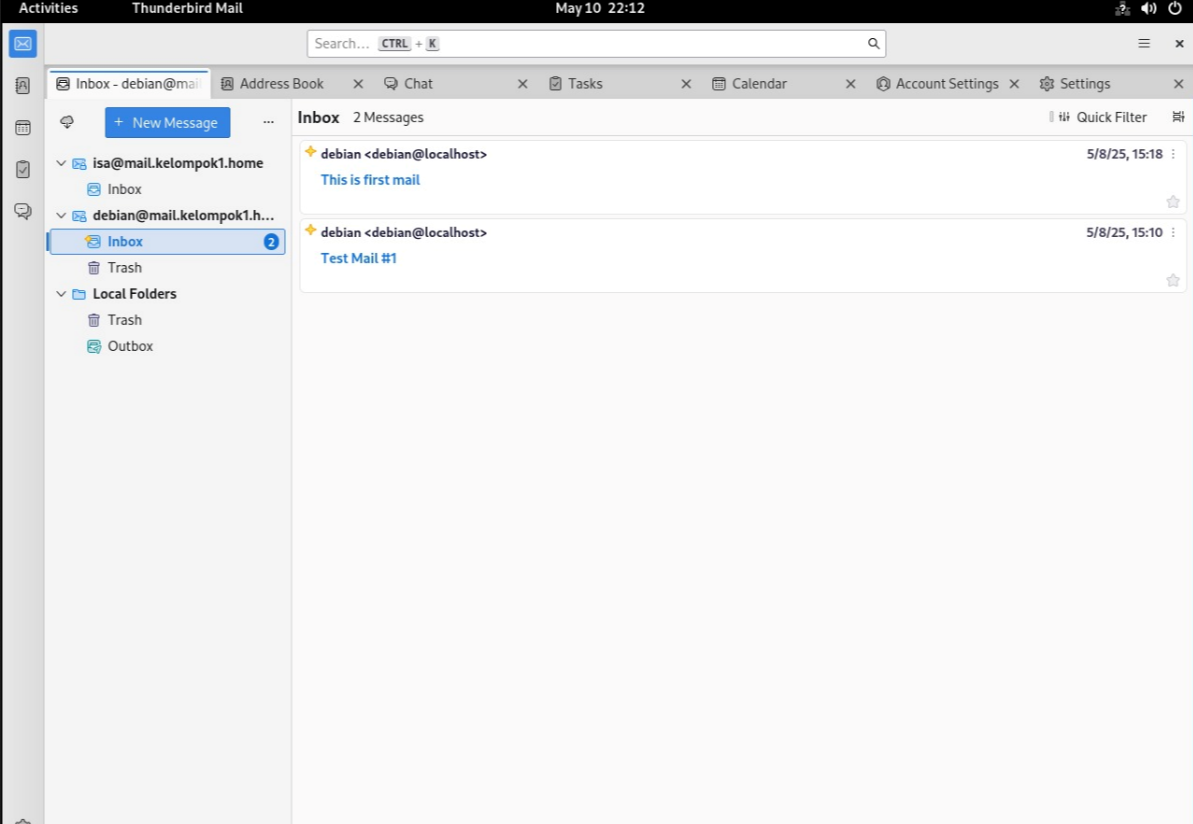 Activities Thunderbird Mail May 10 22:12
Search... CTRL + K
Inbox - debian@mai Address Book Chat Tasks Calendar Account Settings Settings
+ New Message ... Inbox 2 Messages Quick Filter
isa@mail.kelompok1.home
Inbox
debian@mail.kelompok1.h...
Inbox 2
Trash
Local Folders
Trash
Outbox
debian <debian@localhost> 5/8/25, 15:18
This is first mail
debian <debian@localhost> 5/8/25, 15:10
Test Mail #1